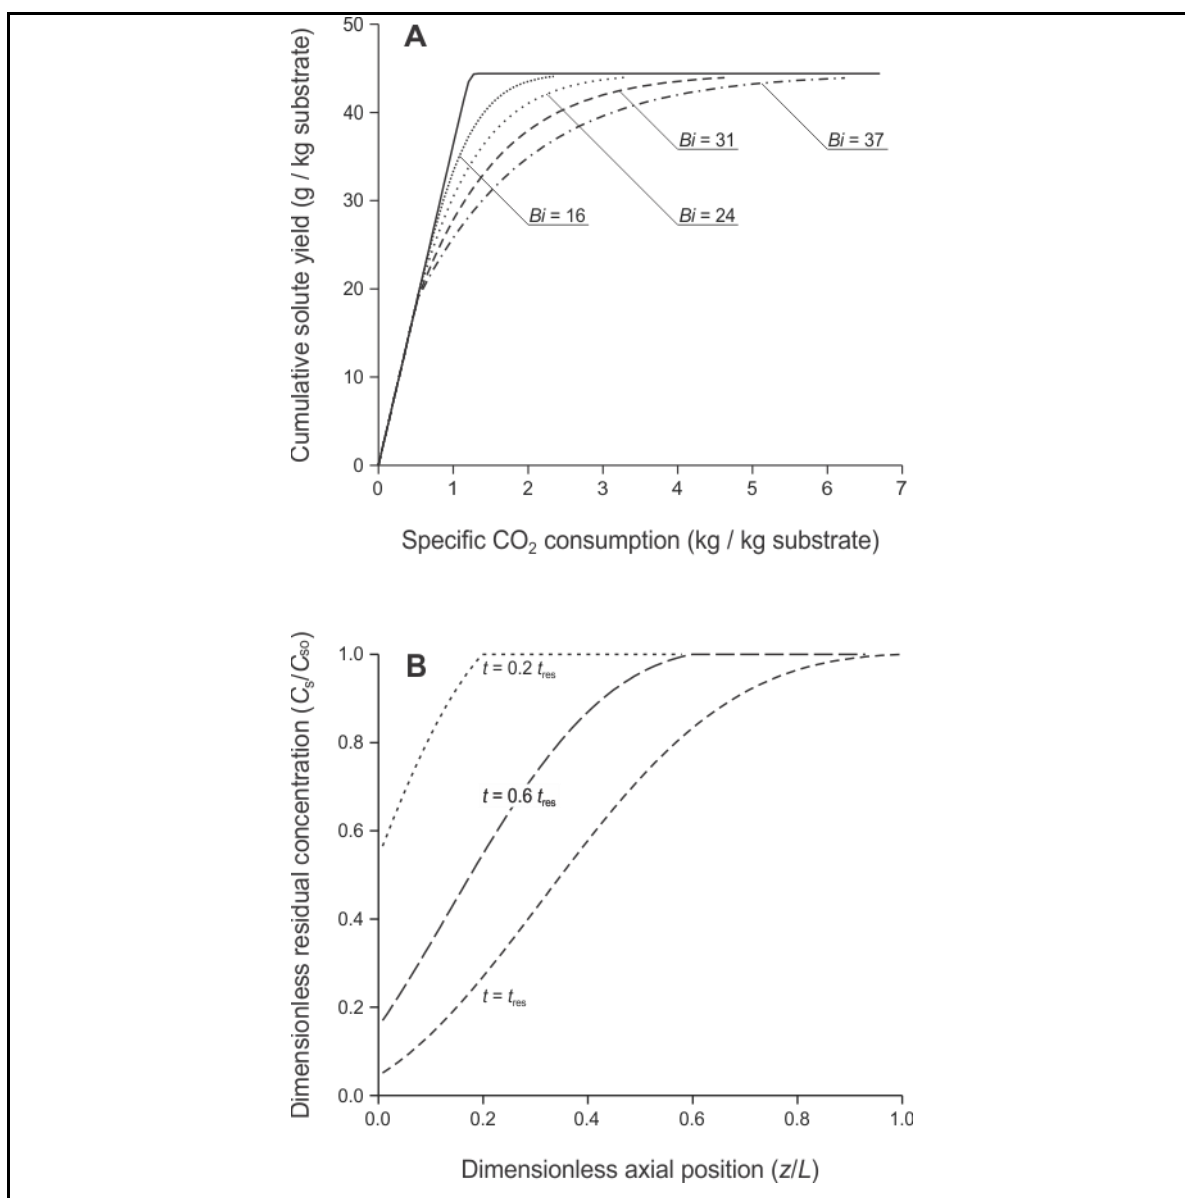 A
Cumulative solute yield (g / kg substrate)
50
40
30
20
10
0
Bi = 31
Bi = 37
Bi = 16
Bi = 24
0 1 2 3 4 5 6 7
Specific CO₂ consumption (kg / kg substrate)
B
Dimensionless residual concentration (Cs/Cso)
1.0
0.8
0.6
0.4
0.2
0.0
t = 0.2 tres
t = 0.6 tres
t = tres
0.0 0.2 0.4 0.6 0.8 1.0
Dimensionless axial position (z/L)